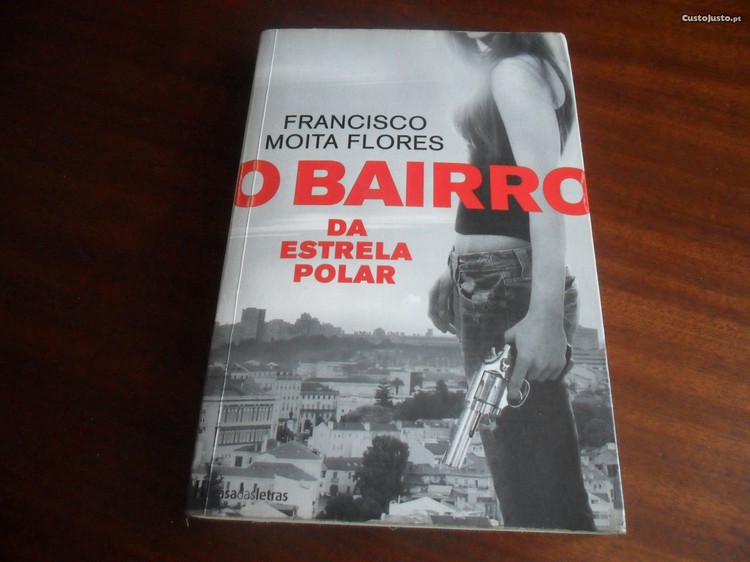 CustoJusto.pt
FRANCISCO
MOITA FLORES
O BAIRRO
DA
ESTRELA
POLAR
casadasletras